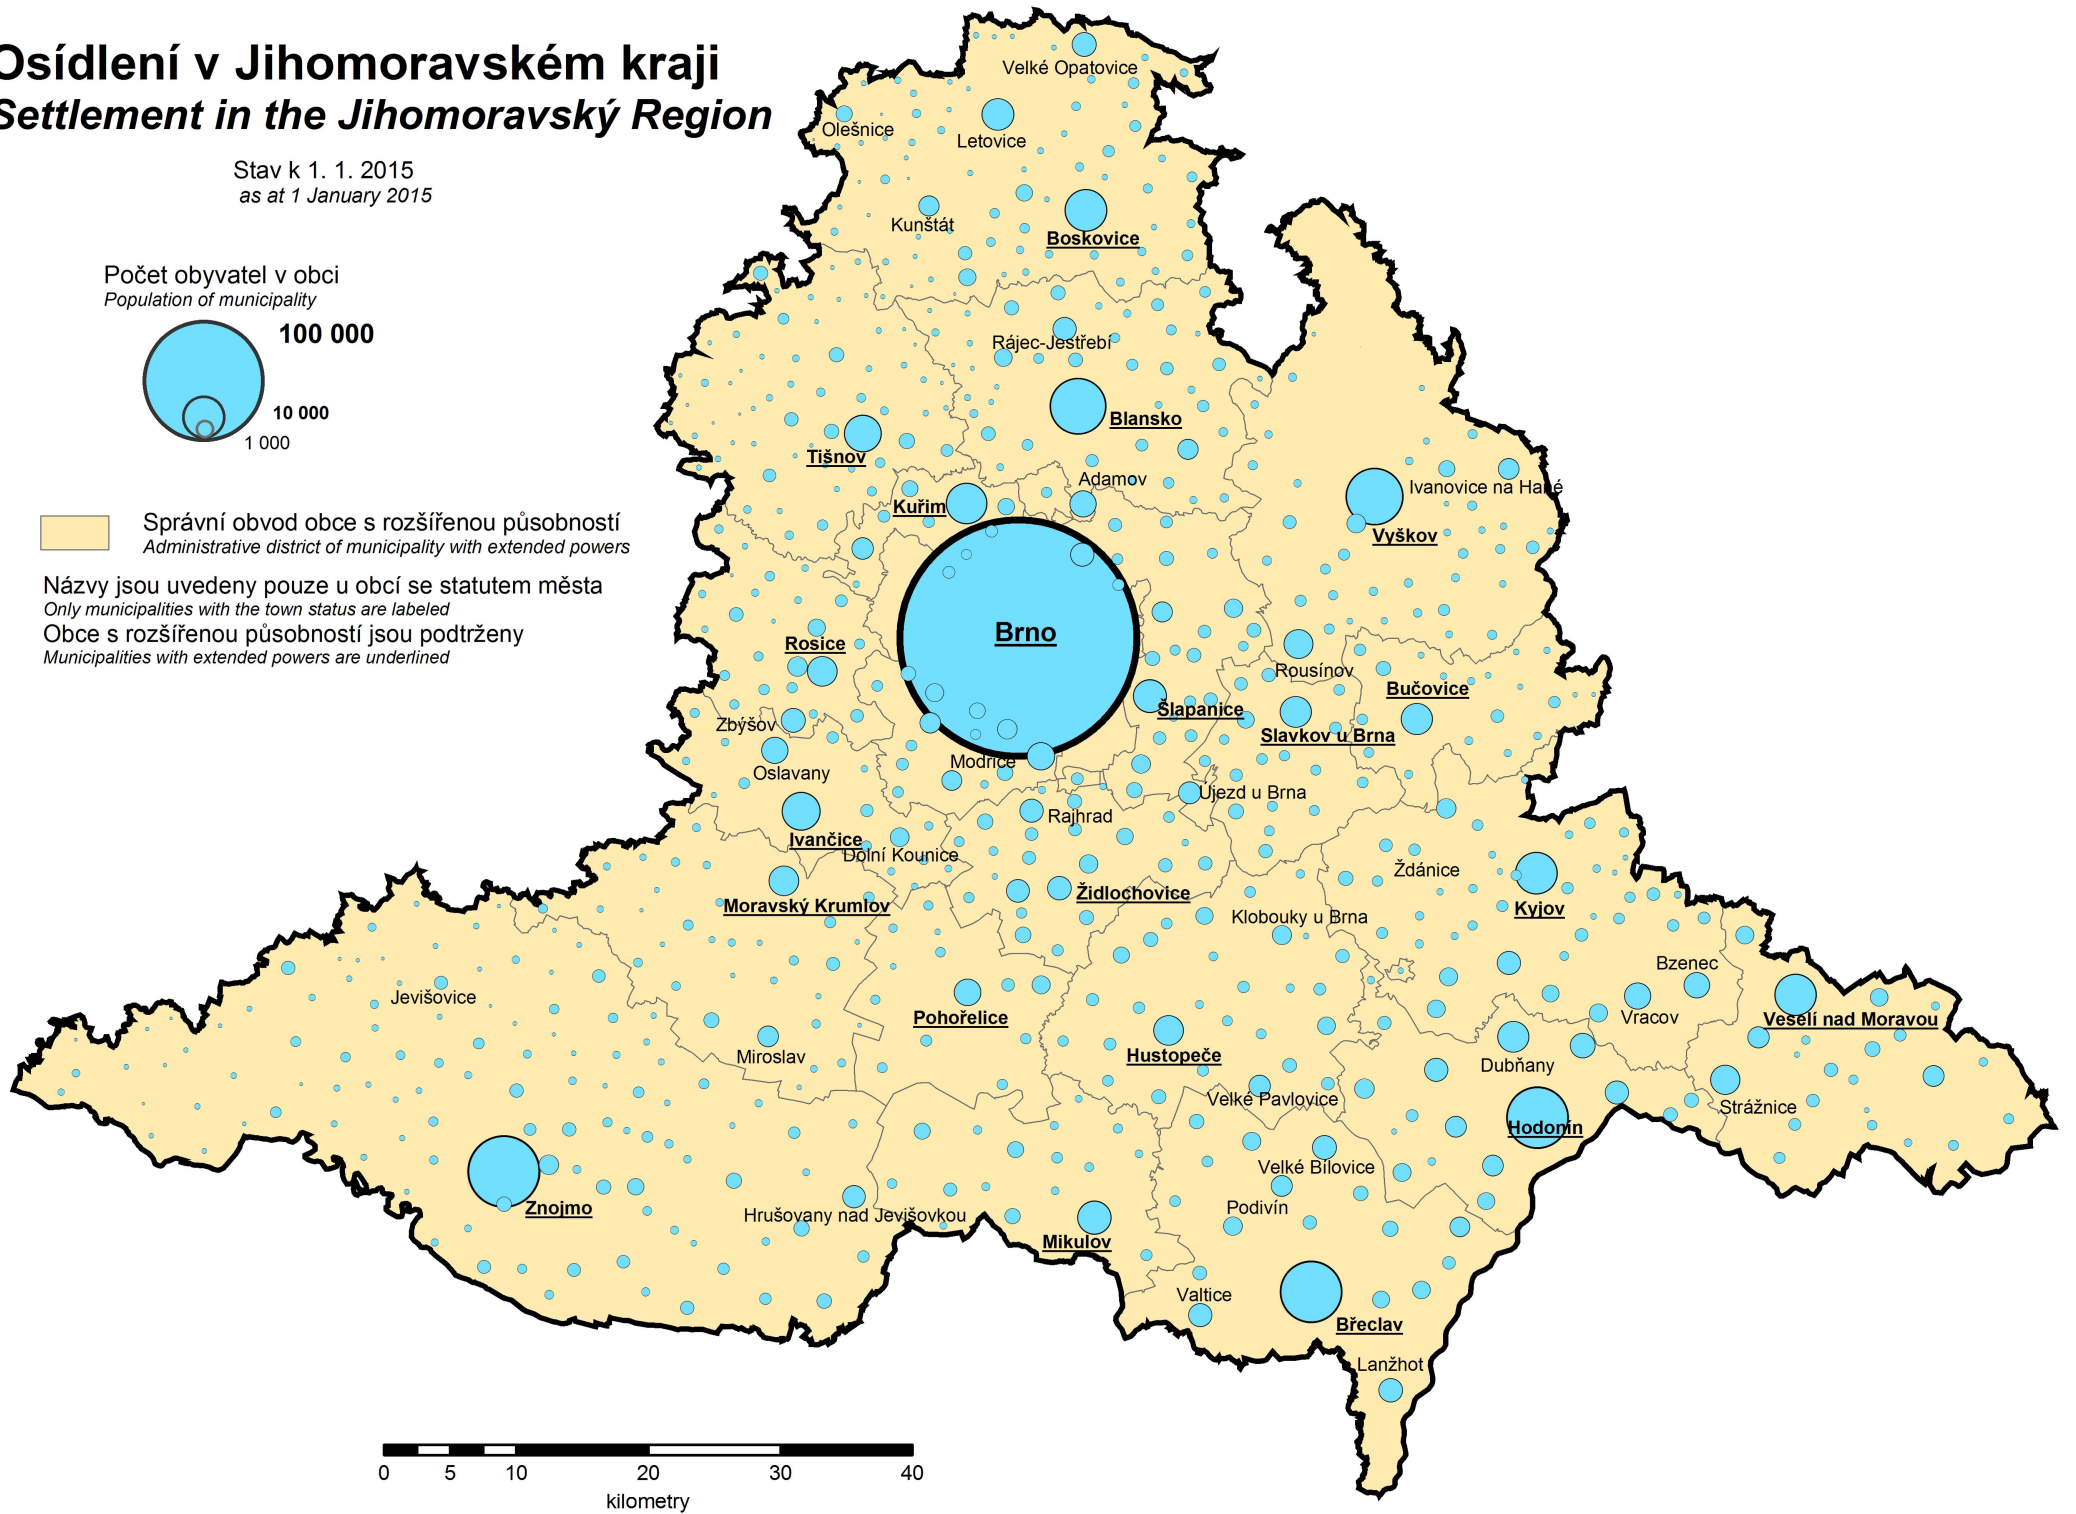 Osídlení v Jihomoravském kraji
Settlement in the Jihomoravský Region
Stav k 1. 1. 2015
as at 1 January 2015
Počet obyvatel v obci
Population of municipality
100 000
10 000
1 000
Správní obvod obce s rozšířenou působností
Administrative district of municipality with extended powers
Názvy jsou uvedeny pouze u obcí se statutem města
Only municipalities with the town status are labeled
Obce s rozšířenou působností jsou podtrženy
Municipalities with extended powers are underlined
Velké Opatovice
Olešnice
Letovice
Kunštát
Boskovice
Rájec-Jestřebí
Blansko
Tišnov
Adamov
Ivanovice na Hané
Kuřim
Vyškov
Brno
Rosice
Rousínov
Bučovice
Šlapanice
Zbýšov
Slavkov u Brna
Modřice
Oslavany
Újezd u Brna
Rajhrad
Ivančice
Dolní Kounice
Ždánice
Židlochovice
Moravský Krumlov
Kyjov
Klobouky u Brna
Bzenec
Jevišovice
Pohořelice
Vracov
Veselí nad Moravou
Miroslav
Hustopeče
Dubňany
Velké Pavlovice
Strážnice
Hodonín
Velké Bílovice
Znojmo
Podivín
Hrušovany nad Jevišovkou
Mikulov
Valtice
Břeclav
Lanžhot
0 5 10 20 30 40
kilometry